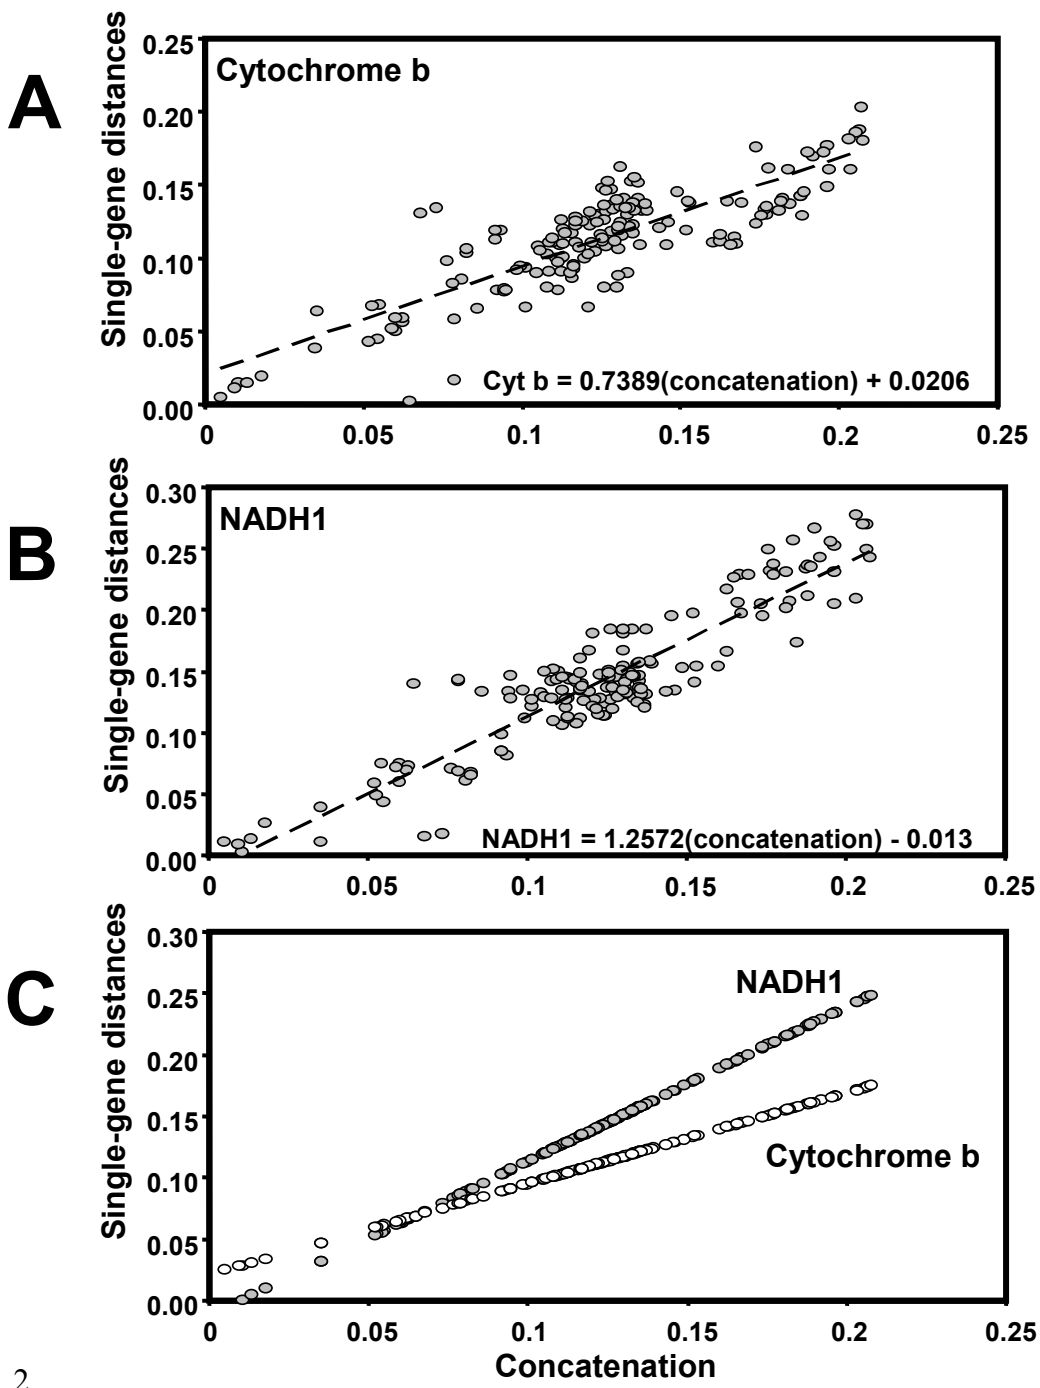 A
Single-gene distances
0.25
0.20
0.15
0.10
0.05
0.00
Cytochrome b
Cyt b = 0.7389(concatenation) + 0.0206
0 0.05 0.1 0.15 0.2 0.25
B
Single-gene distances
0.30
0.25
0.20
0.15
0.10
0.05
0.00
NADH1
NADH1 = 1.2572(concatenation) - 0.013
0 0.05 0.1 0.15 0.2 0.25
C
Single-gene distances
0.30
0.25
0.20
0.15
0.10
0.05
0.00
NADH1
Cytochrome b
0 0.05 0.1 0.15 0.2 0.25
Concatenation
2